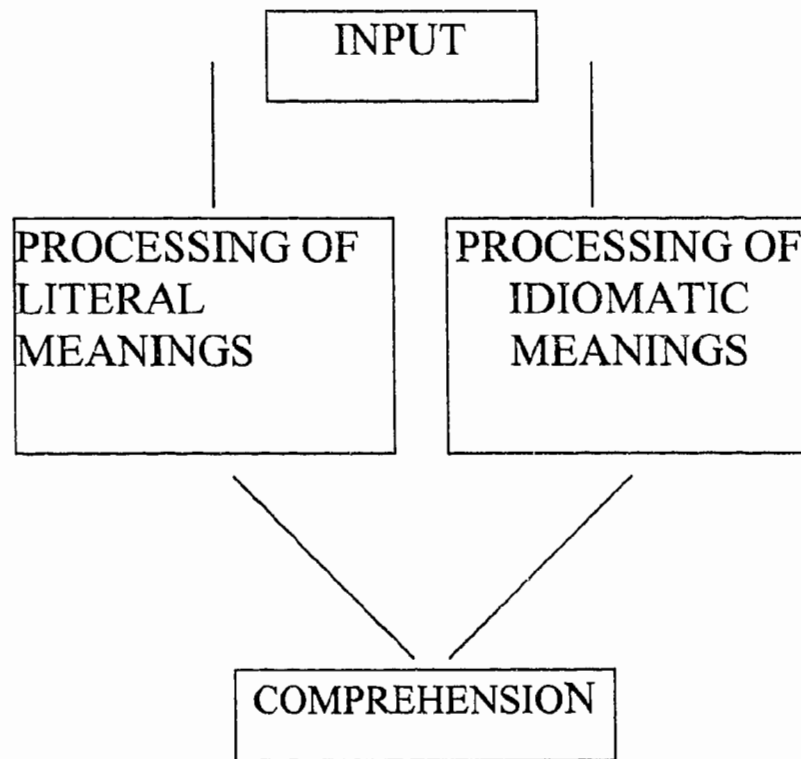 INPUT
PROCESSING OF
LITERAL
MEANINGS
PROCESSING OF
IDIOMATIC
MEANINGS
COMPREHENSION